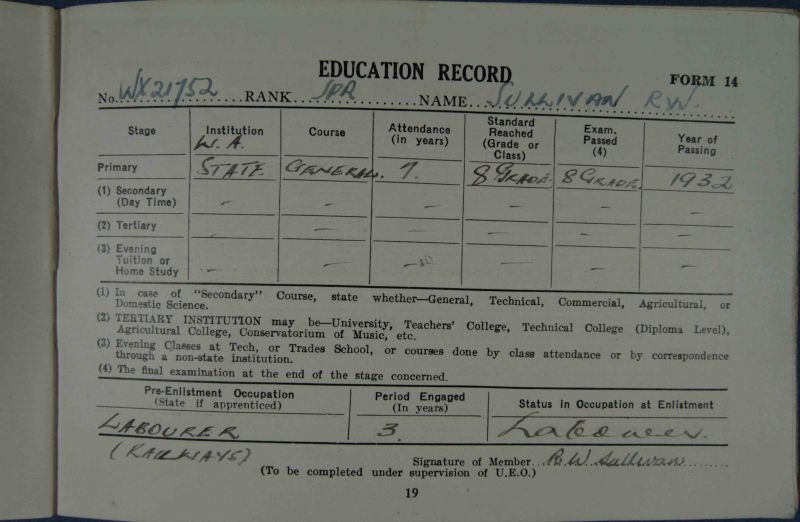 EDUCATION RECORD
FORM 14
No. WX21752 RANK SPR NAME SULLIVAN R.W.
Stage Institution Course Attendance (in years) Standard Reached (Grade or Class) Exam. Passed (4) Year of Passing
W.A.
Primary STATE GENERAL. 7. 8 GRADE. 8 GRADE. 1932
(1) Secondary (Day Time) - - - - - -
(2) Tertiary - - - - - -
(3) Evening Tuition or Home Study - - - - - -
(1) In case of "Secondary" Course, state whether—General, Technical, Commercial, Agricultural, or
Domestic Science.
(2) TERTIARY INSTITUTION may be—University, Teachers' College, Technical College (Diploma Level),
Agricultural College, Conservatorium of Music, etc.
(3) Evening Classes at Tech, or Trades School, or courses done by class attendance or by correspondence
through a non-state institution.
(4) The final examination at the end of the stage concerned.
Pre-Enlistment Occupation (State if apprenticed) Period Engaged (In years) Status in Occupation at Enlistment
LABOURER 3. Labourer.
(RAILWAYS)
Signature of Member R.W. Sullivan
(To be completed under supervision of U.E.O.)
19